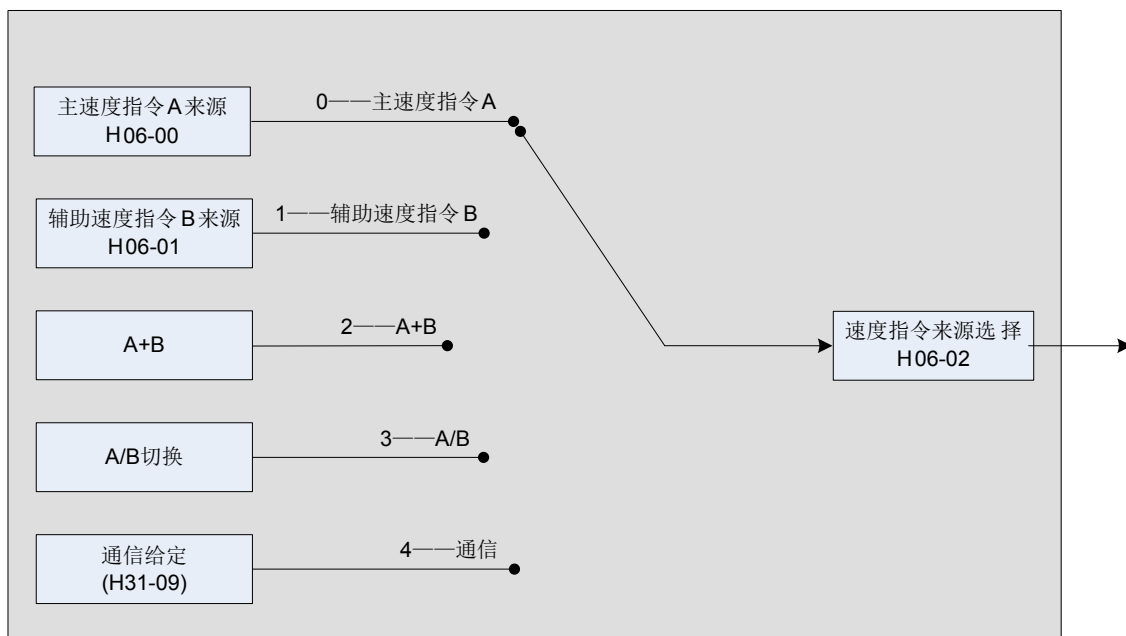 主速度指令A来源
H06-00
0——主速度指令A
辅助速度指令B来源
H06-01
1——辅助速度指令B
A+B
2——A+B
速度指令来源选择
H06-02
A/B切换
3——A/B
通信给定
(H31-09)
4——通信